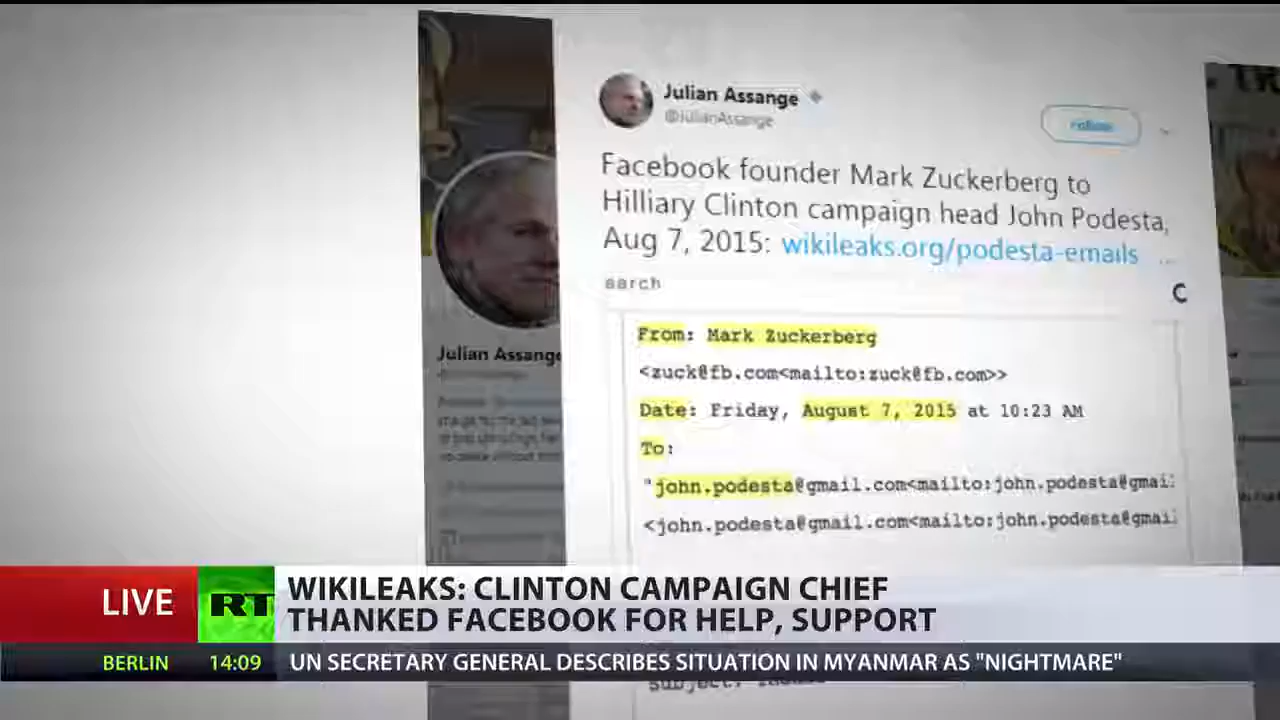 Julian Assange
@JulianAssange
Follow
Facebook founder Mark Zuckerberg to
Hilliary Clinton campaign head John Podesta,
Aug 7, 2015: wikileaks.org/podesta-emails ...
earch
C
From: Mark Zuckerberg
<zuck@fb.com<mailto:zuck@fb.com>>
Date: Friday, August 7, 2015 at 10:23 AM
To:
"john.podesta@gmail.com<mailto:john.podesta@gmai
<john.podesta@gmail.com<mailto:john.podesta@gmai
Julian Assange
LIVE
RT
WIKILEAKS: CLINTON CAMPAIGN CHIEF
THANKED FACEBOOK FOR HELP, SUPPORT
BERLIN 14:09
UN SECRETARY GENERAL DESCRIBES SITUATION IN MYANMAR AS "NIGHTMARE"
Subject: